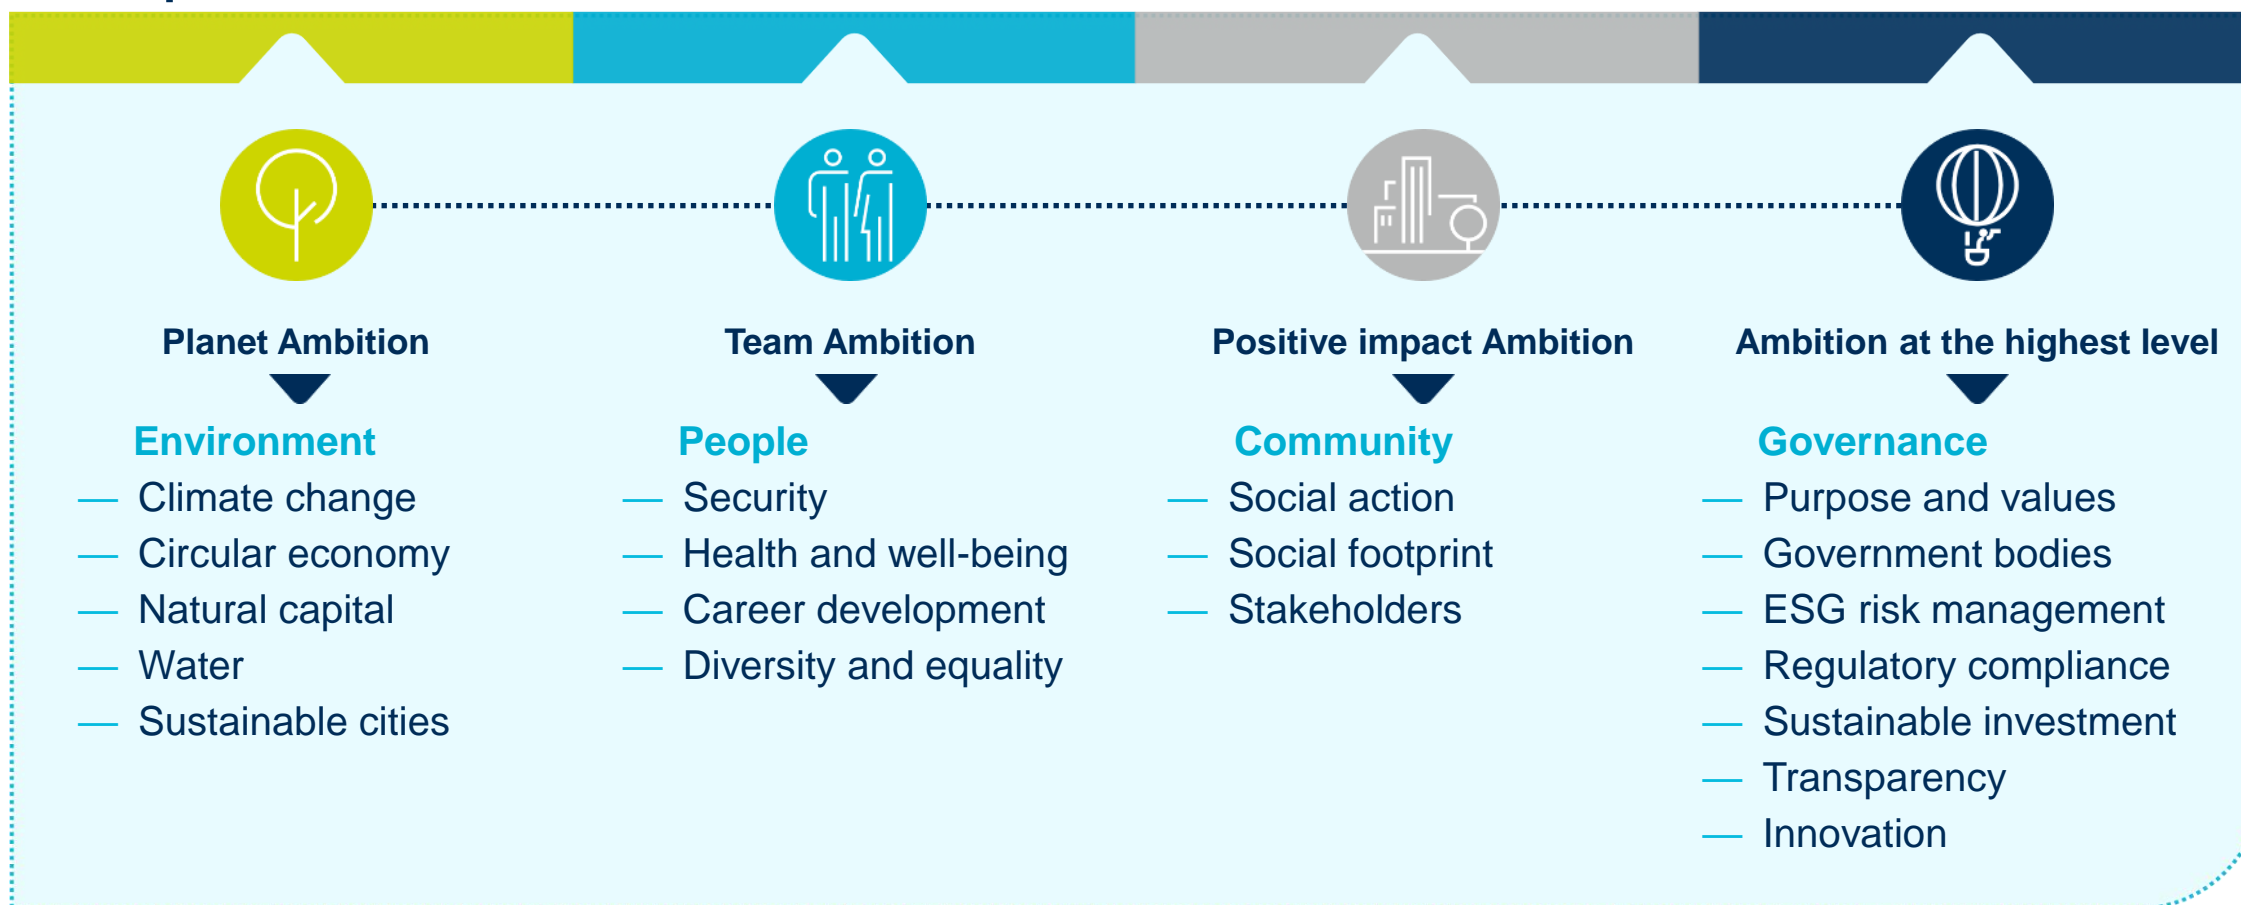 Planet Ambition
Environment
— Climate change
— Circular economy
— Natural capital
— Water
— Sustainable cities
Team Ambition
People
— Security
— Health and well-being
— Career development
— Diversity and equality
Positive impact Ambition
Community
— Social action
— Social footprint
— Stakeholders
Ambition at the highest level
Governance
— Purpose and values
— Government bodies
— ESG risk management
— Regulatory compliance
— Sustainable investment
— Transparency
— Innovation